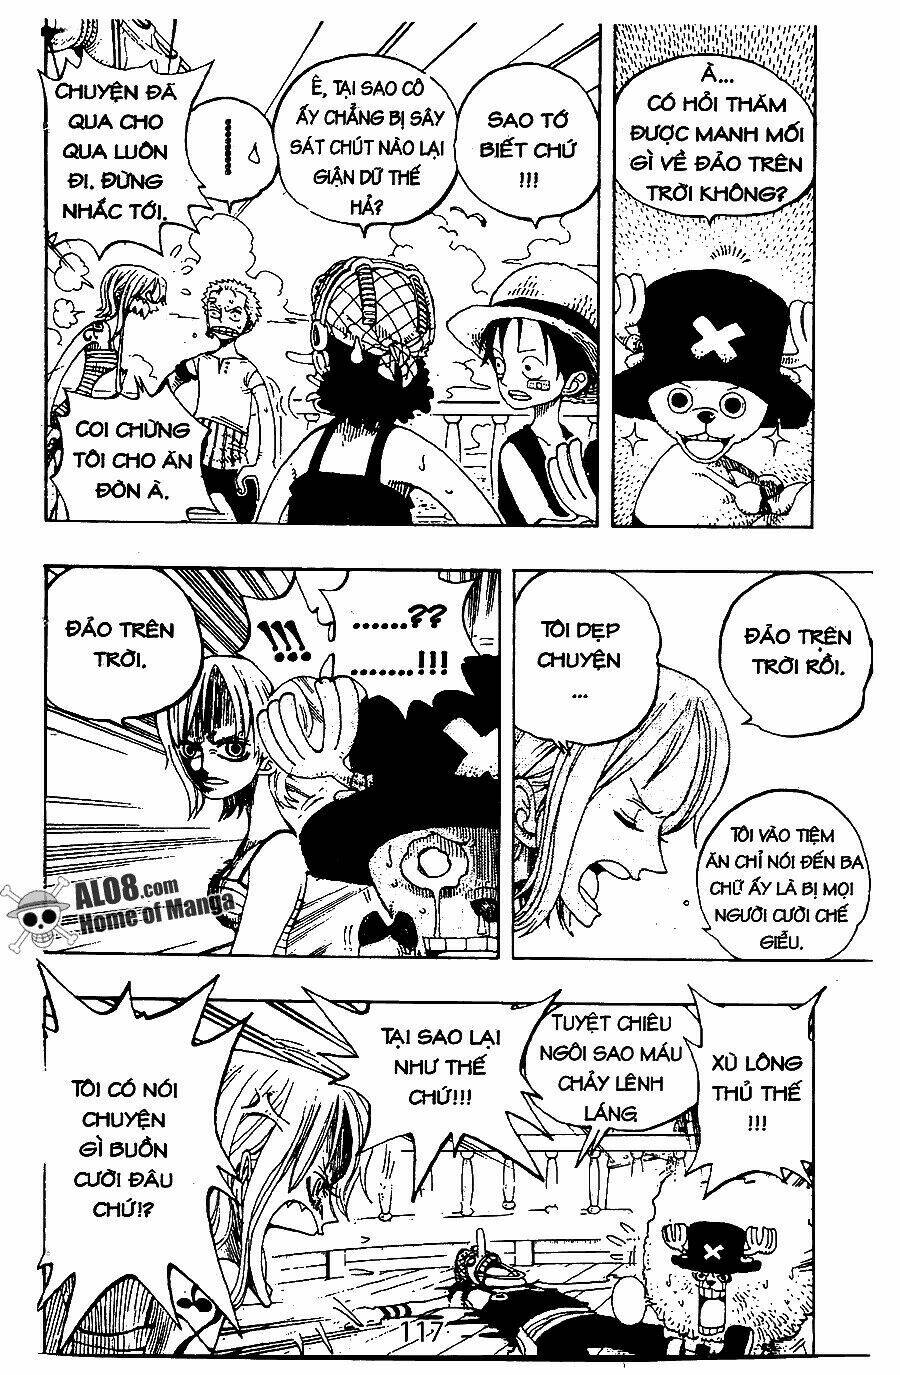 À...
CÓ HỎI THĂM
ĐƯỢC MANH MỐI
GÌ VỀ ĐẢO TRÊN
TRỜI KHÔNG?
SAO TỚ
BIẾT CHỨ
!!!
Ê, TẠI SAO CÔ
ẤY CHẲNG BỊ SÂY
SÁT CHÚT NÀO LẠI
GIẬN DỮ THẾ
HẢ?
CHUYỆN ĐÃ
QUA CHO
QUA LUÔN
ĐI. ĐỪNG
NHẮC TỚI.
COI CHỪNG
TÔI CHO ĂN
ĐÒN À.
ĐẢO TRÊN
TRỜI RỒI.
TÔI DẸP
CHUYỆN
...
TÔI VÀO TIỆM
ĂN CHỈ NÓI ĐẾN BA
CHỮ ẤY LÀ BỊ MỌI
NGƯỜI CƯỜI CHẾ
GIỄU.
......??
.......!!!
!!!
ĐẢO TRÊN
TRỜI.
ALO8.com
Home of Manga
XÙ LÔNG
THỦ THẾ
!!!
TUYỆT CHIÊU
NGÔI SAO MÁU
CHẢY LÊNH
LÁNG
TẠI SAO LẠI
NHƯ THẾ
CHỨ!!!
TÔI CÓ NÓI
CHUYỆN
GÌ BUỒN
CƯỜI ĐÂU
CHỨ!?
117